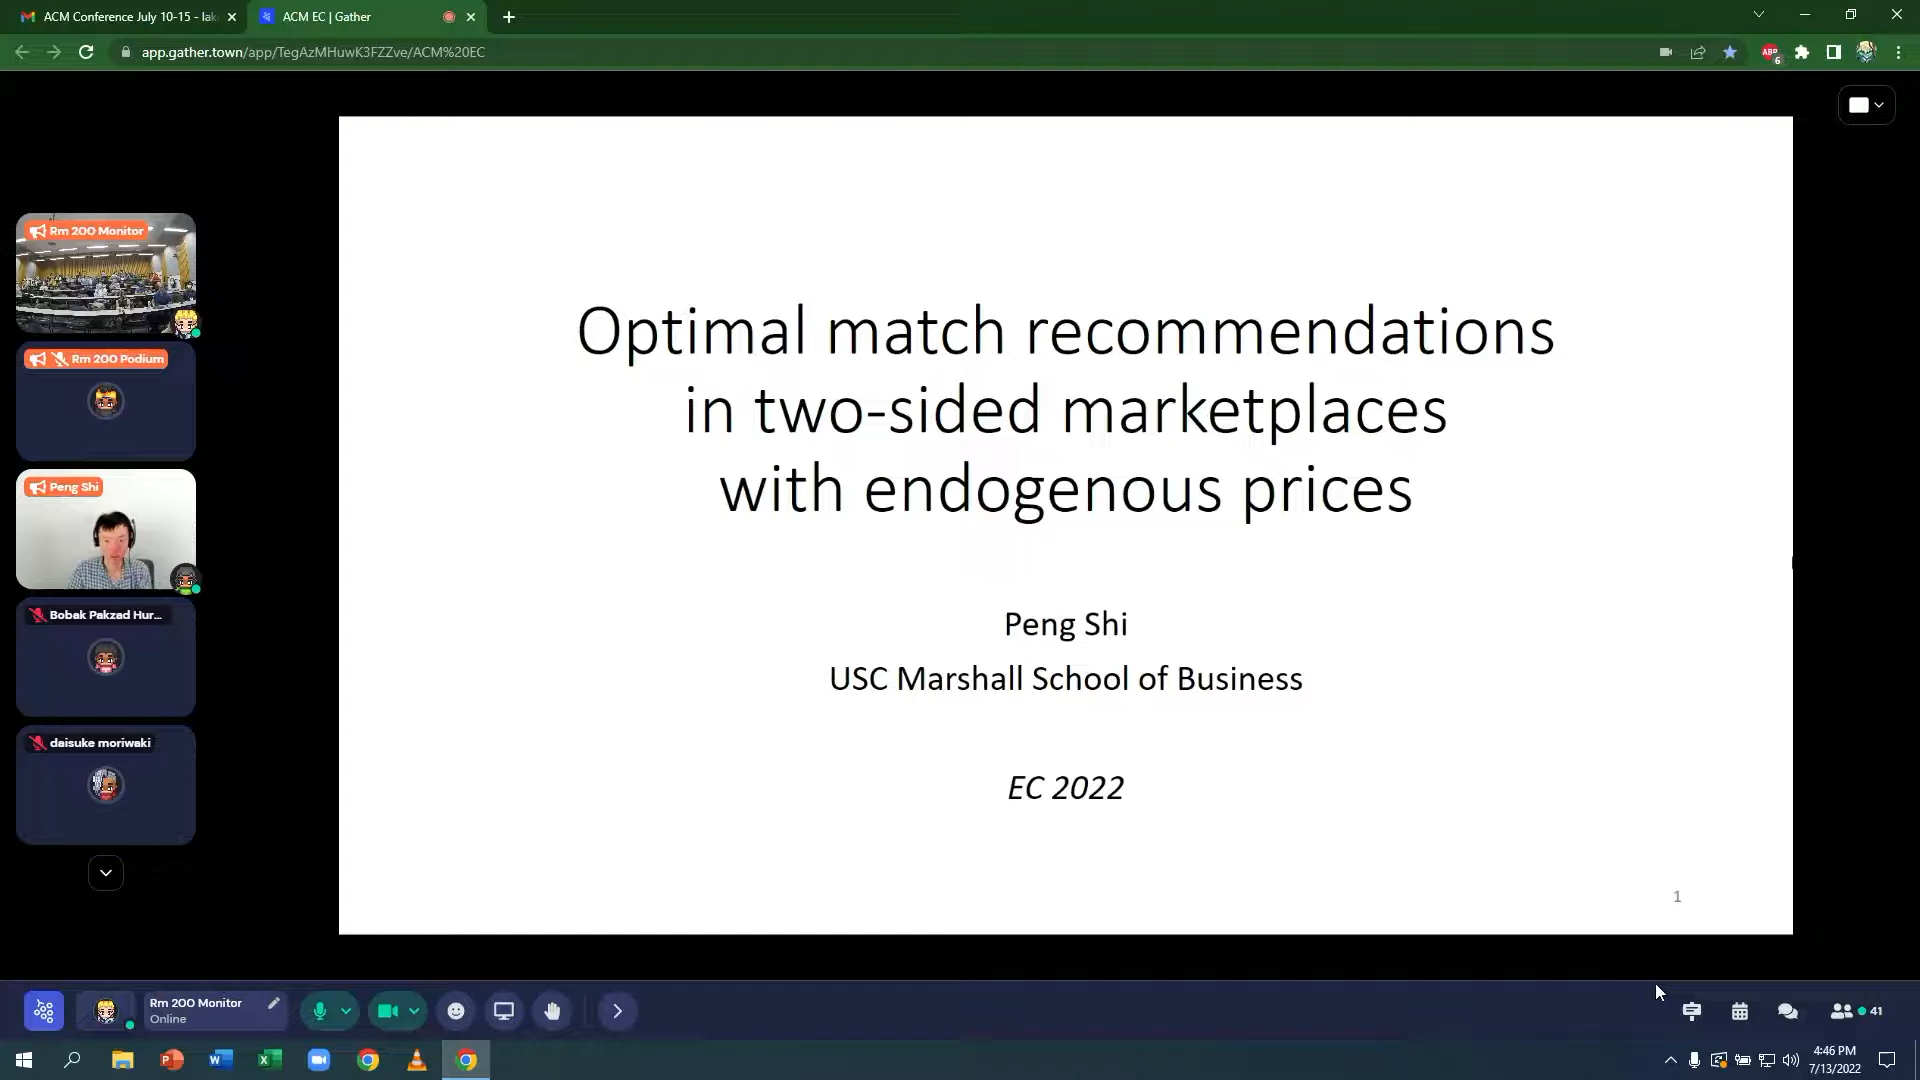 ACM Conference July 10-15 - lak
ACM EC | Gather
app.gather.town/app/TegAzMHuwK3FZZve/ACM%20EC
ABP
6
Rm 200 Monitor
Rm 200 Podium
Peng Shi
Bobak Pakzad Hur...
daisuke moriwaki
Optimal match recommendations
in two-sided marketplaces
with endogenous prices
Peng Shi
USC Marshall School of Business
EC 2022
1
Rm 200 Monitor
Online
41
4:46 PM
7/13/2022